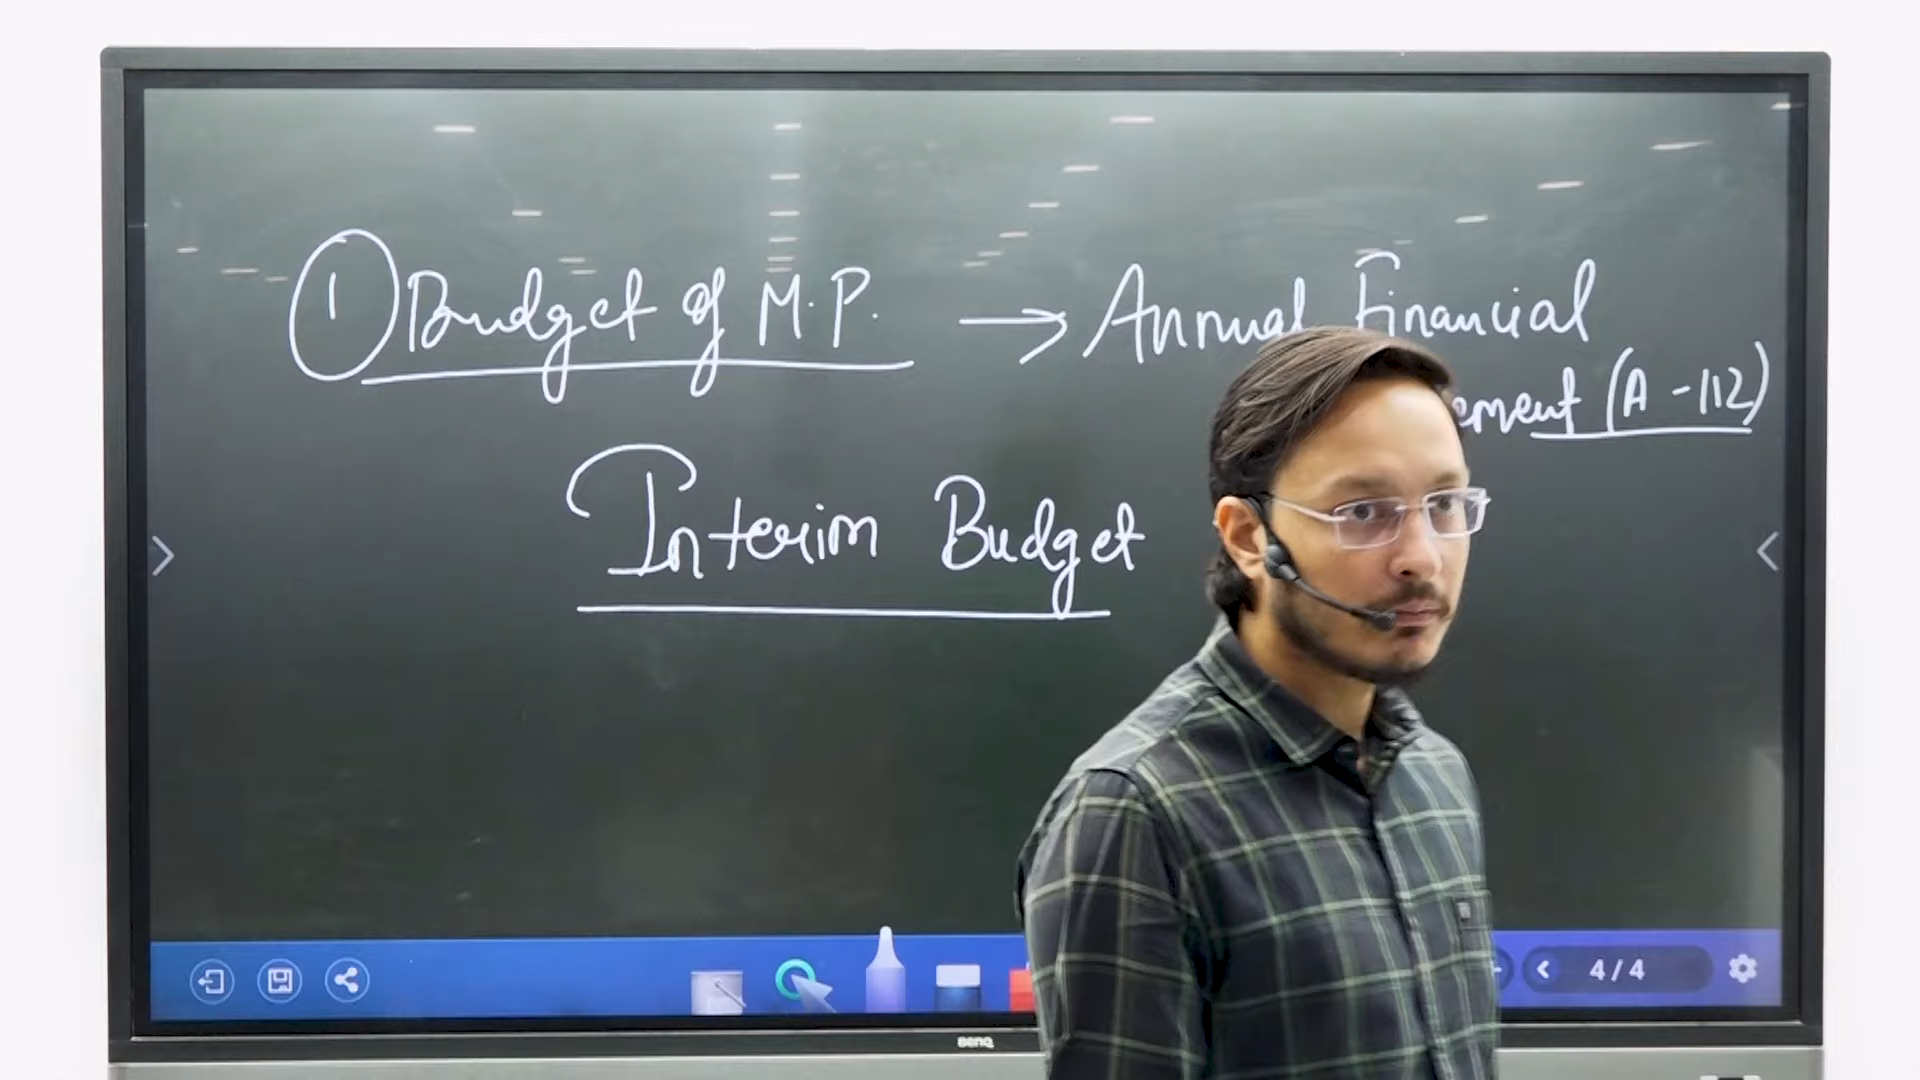 ① Budget of M.P. → Annual Financial
ement (A-112)
Interim Budget
4/4
BenQ